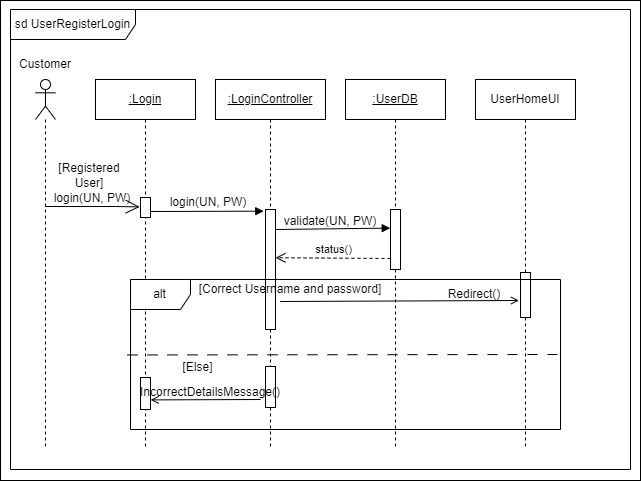 sd UserRegisterLogin
Customer
:Login
:LoginController
:UserDB
UserHomeUI
[Registered
User]
login(UN, PW)
login(UN, PW)
validate(UN, PW)
status()
alt
[Correct Username and password]
Redirect()
[Else]
IncorrectDetailsMessage()